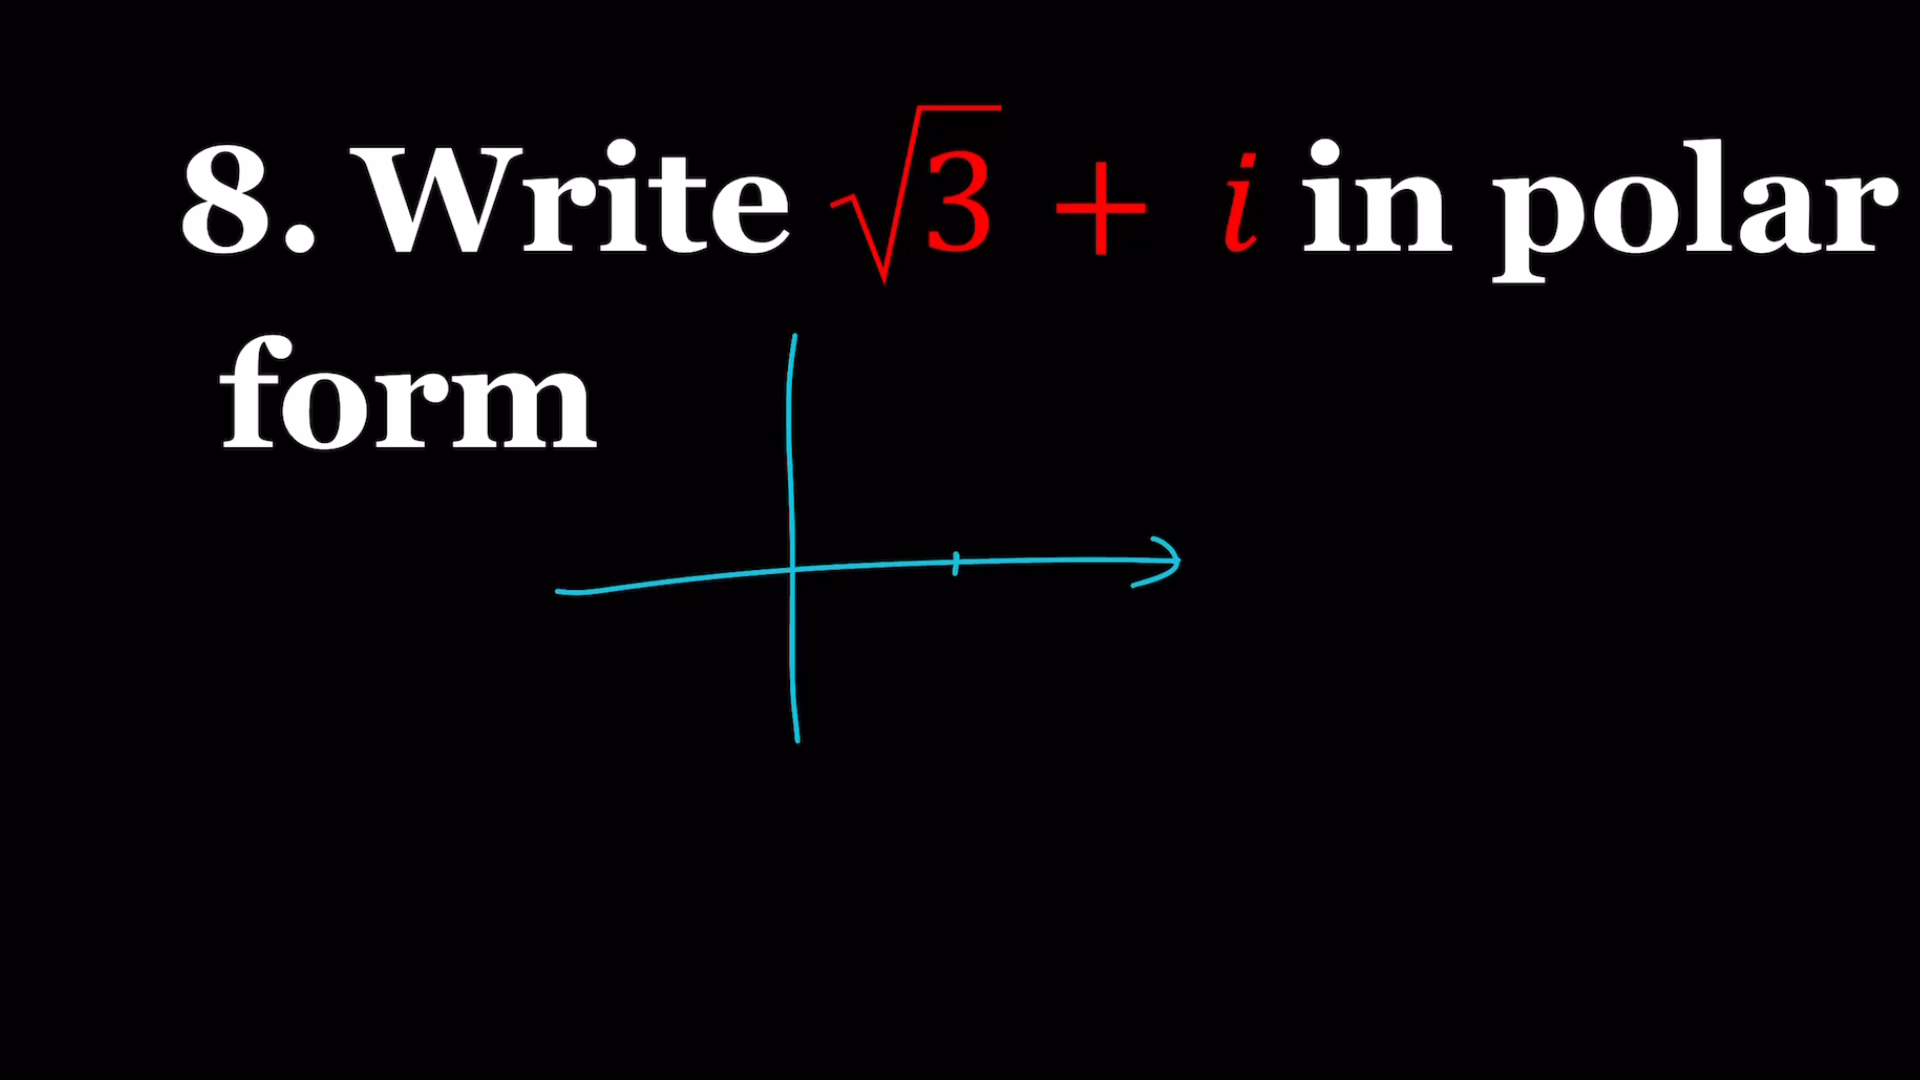 8. Write √3 + i in polar
form